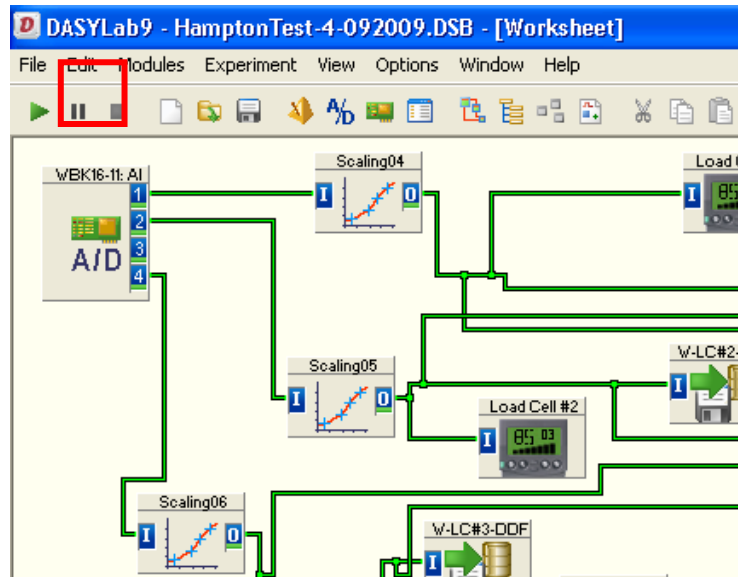 DASYLab9 - HamptonTest-4-092009.DSB - [Worksheet]
File Edit Modules Experiment View Options Window Help
A/D
Scaling04
I O
Load
I 85
WBK16-11: AI
1
2
3
4
A/D
Scaling05
I O
W-LC#2-
I
Load Cell #2
I 85 03
Scaling06
I O
W-LC#3-DDF
I